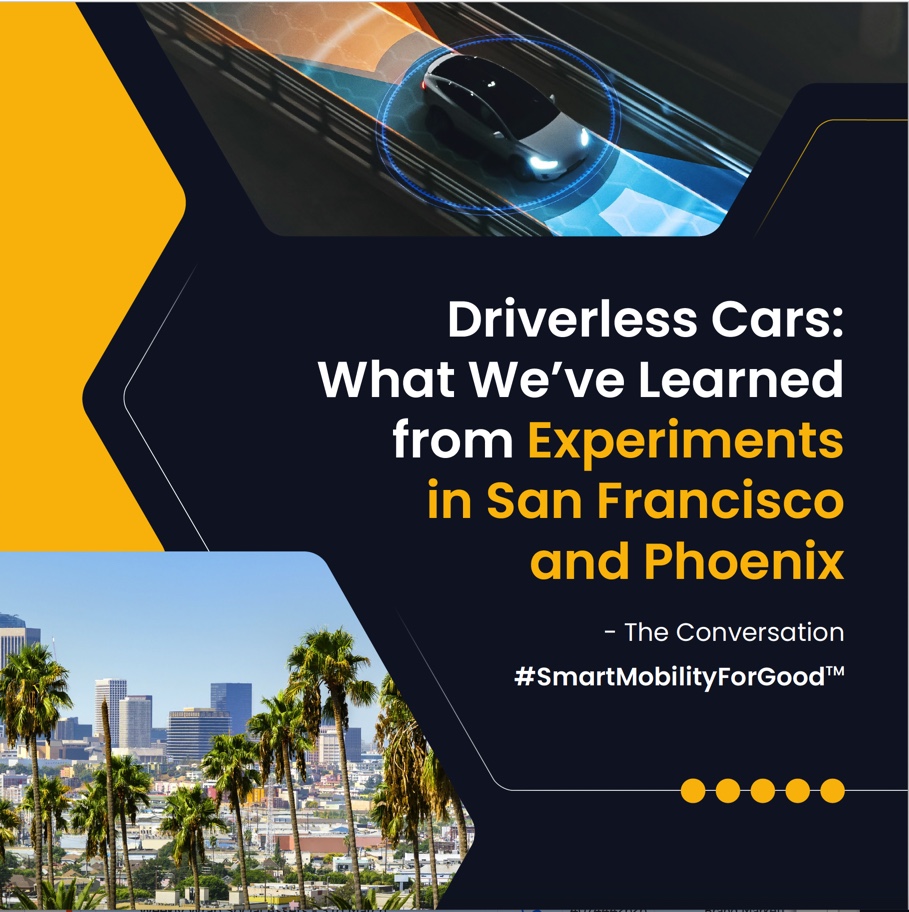 Driverless Cars:
What We’ve Learned
from Experiments
in San Francisco
and Phoenix
- The Conversation
#SmartMobilityForGood™